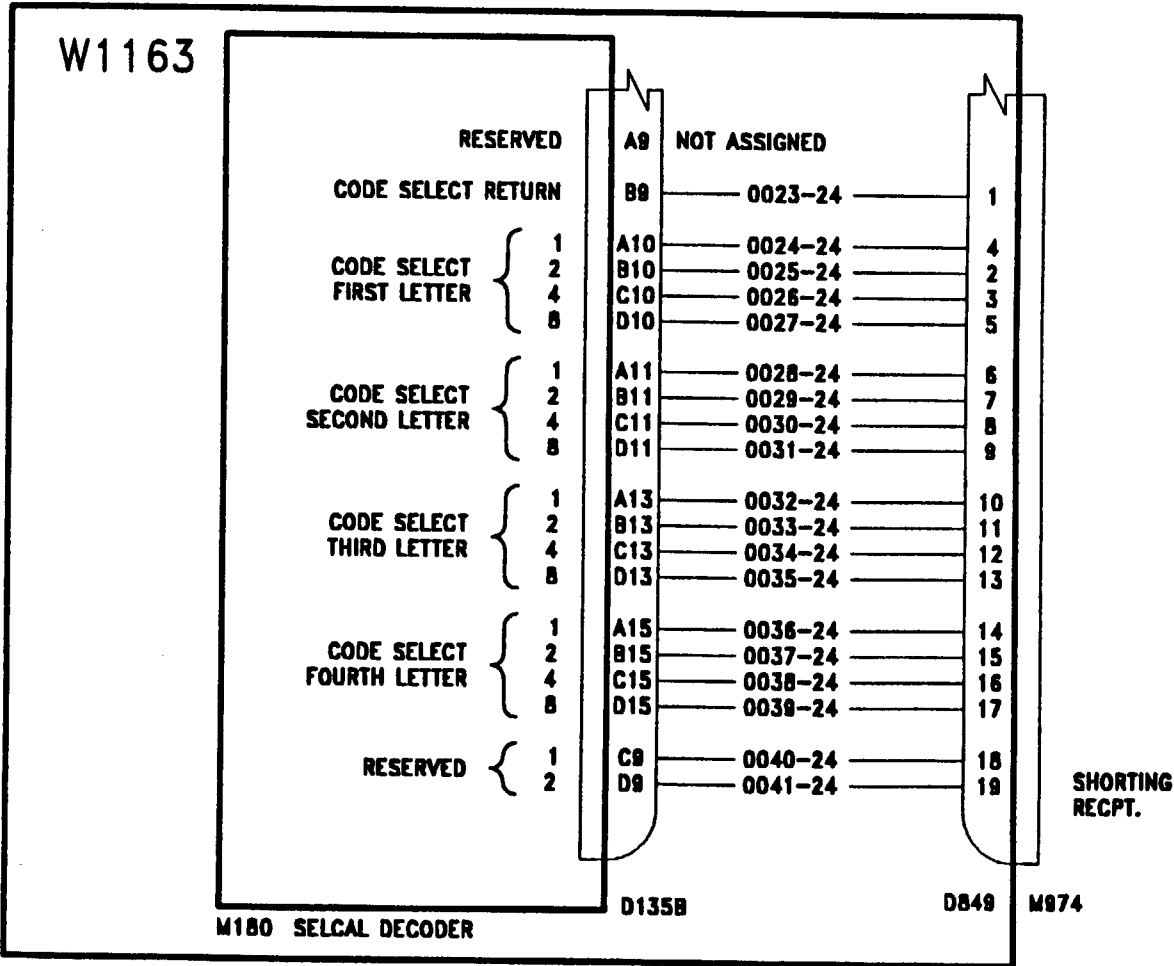 W1163
RESERVED A9 NOT ASSIGNED
CODE SELECT RETURN B9 0023-24 1
1 A10 0024-24 4
CODE SELECT 2 B10 0025-24 2
FIRST LETTER 4 C10 0026-24 3
8 D10 0027-24 5
1 A11 0028-24 6
CODE SELECT 2 B11 0029-24 7
SECOND LETTER 4 C11 0030-24 8
8 D11 0031-24 9
1 A13 0032-24 10
CODE SELECT 2 B13 0033-24 11
THIRD LETTER 4 C13 0034-24 12
8 D13 0035-24 13
1 A15 0036-24 14
CODE SELECT 2 B15 0037-24 15
FOURTH LETTER 4 C15 0038-24 16
8 D15 0039-24 17
RESERVED 1 C9 0040-24 18
2 D9 0041-24 19
SHORTING
RECPT.
D135B D849 M974
M180 SELCAL DECODER